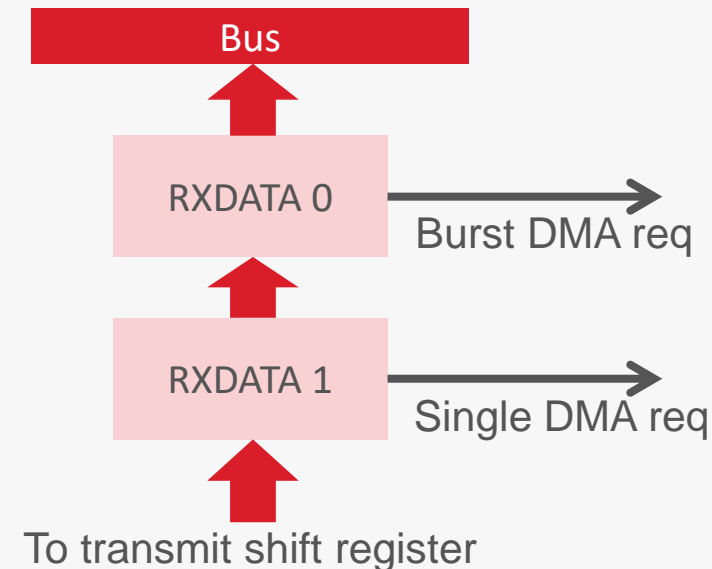 Bus
RXDATA 0
Burst DMA req
RXDATA 1
Single DMA req
To transmit shift register